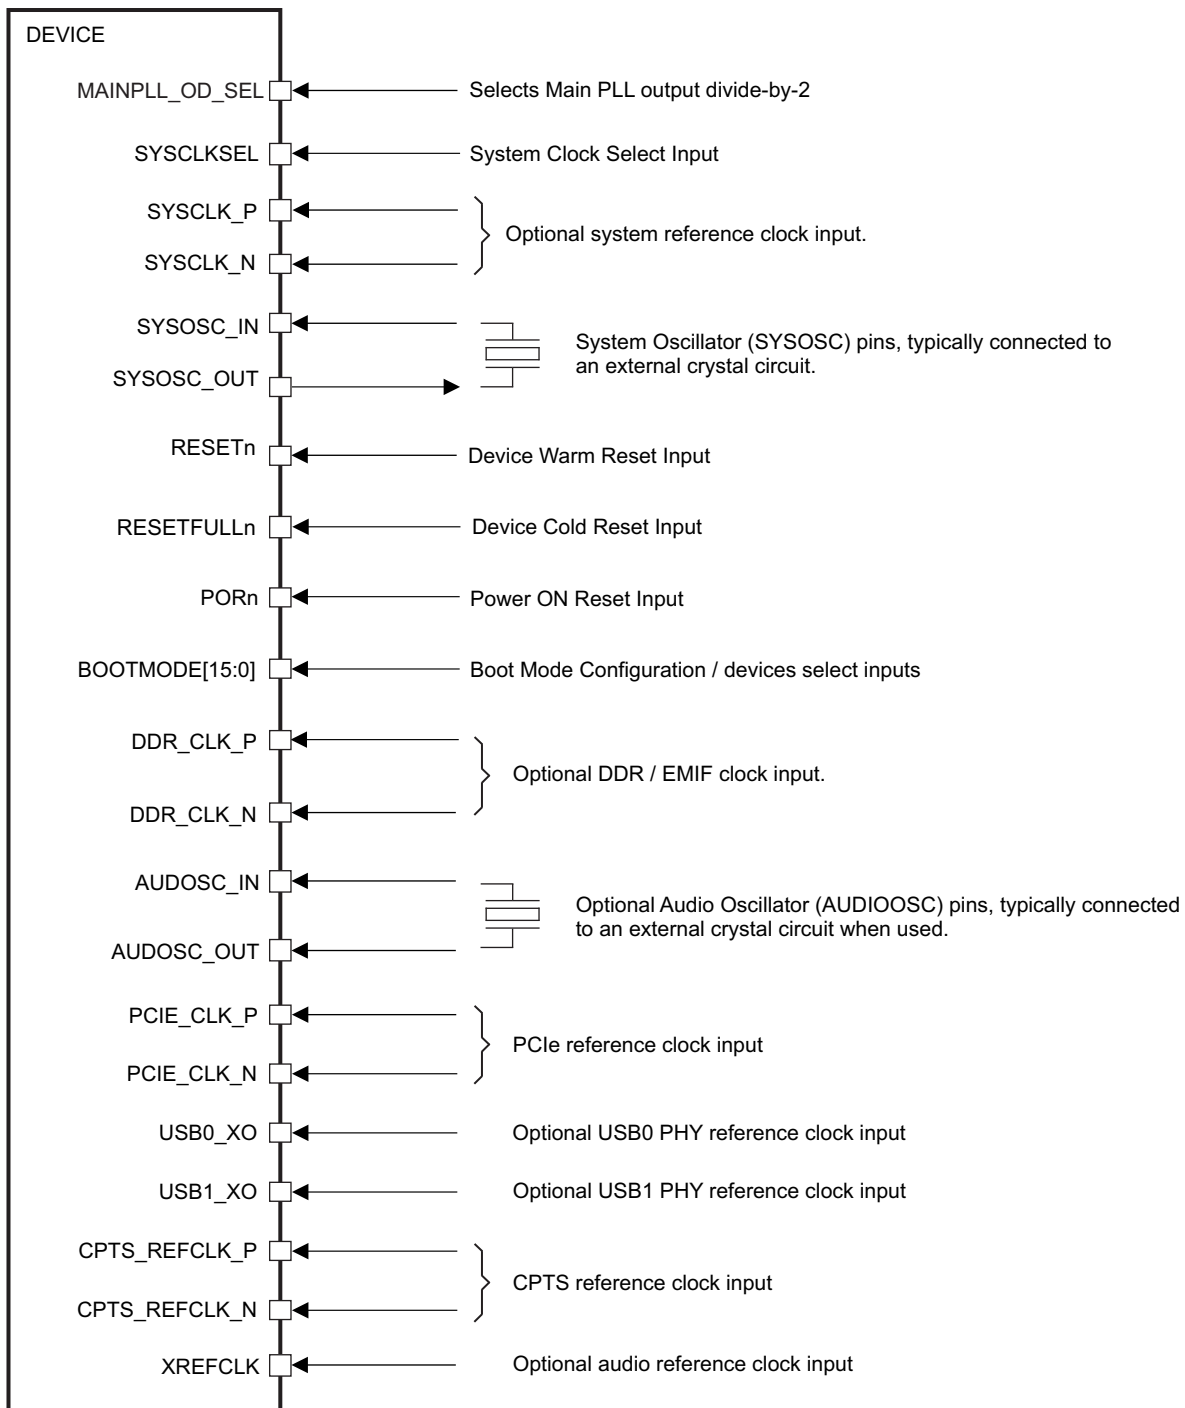 DEVICE
MAINPLL_OD_SEL
Selects Main PLL output divide-by-2
SYSCLKSEL
System Clock Select Input
SYSCLK_P
Optional system reference clock input.
SYSCLK_N
SYSOSC_IN
System Oscillator (SYSOSC) pins, typically connected to
an external crystal circuit.
SYSOSC_OUT
RESETn
Device Warm Reset Input
RESETFULLn
Device Cold Reset Input
PORn
Power ON Reset Input
BOOTMODE[15:0]
Boot Mode Configuration / devices select inputs
DDR_CLK_P
Optional DDR / EMIF clock input.
DDR_CLK_N
AUDOSC_IN
Optional Audio Oscillator (AUDIOOSC) pins, typically connected
to an external crystal circuit when used.
AUDOSC_OUT
PCIE_CLK_P
PCIe reference clock input
PCIE_CLK_N
USB0_XO
Optional USB0 PHY reference clock input
USB1_XO
Optional USB1 PHY reference clock input
CPTS_REFCLK_P
CPTS reference clock input
CPTS_REFCLK_N
XREFCLK
Optional audio reference clock input